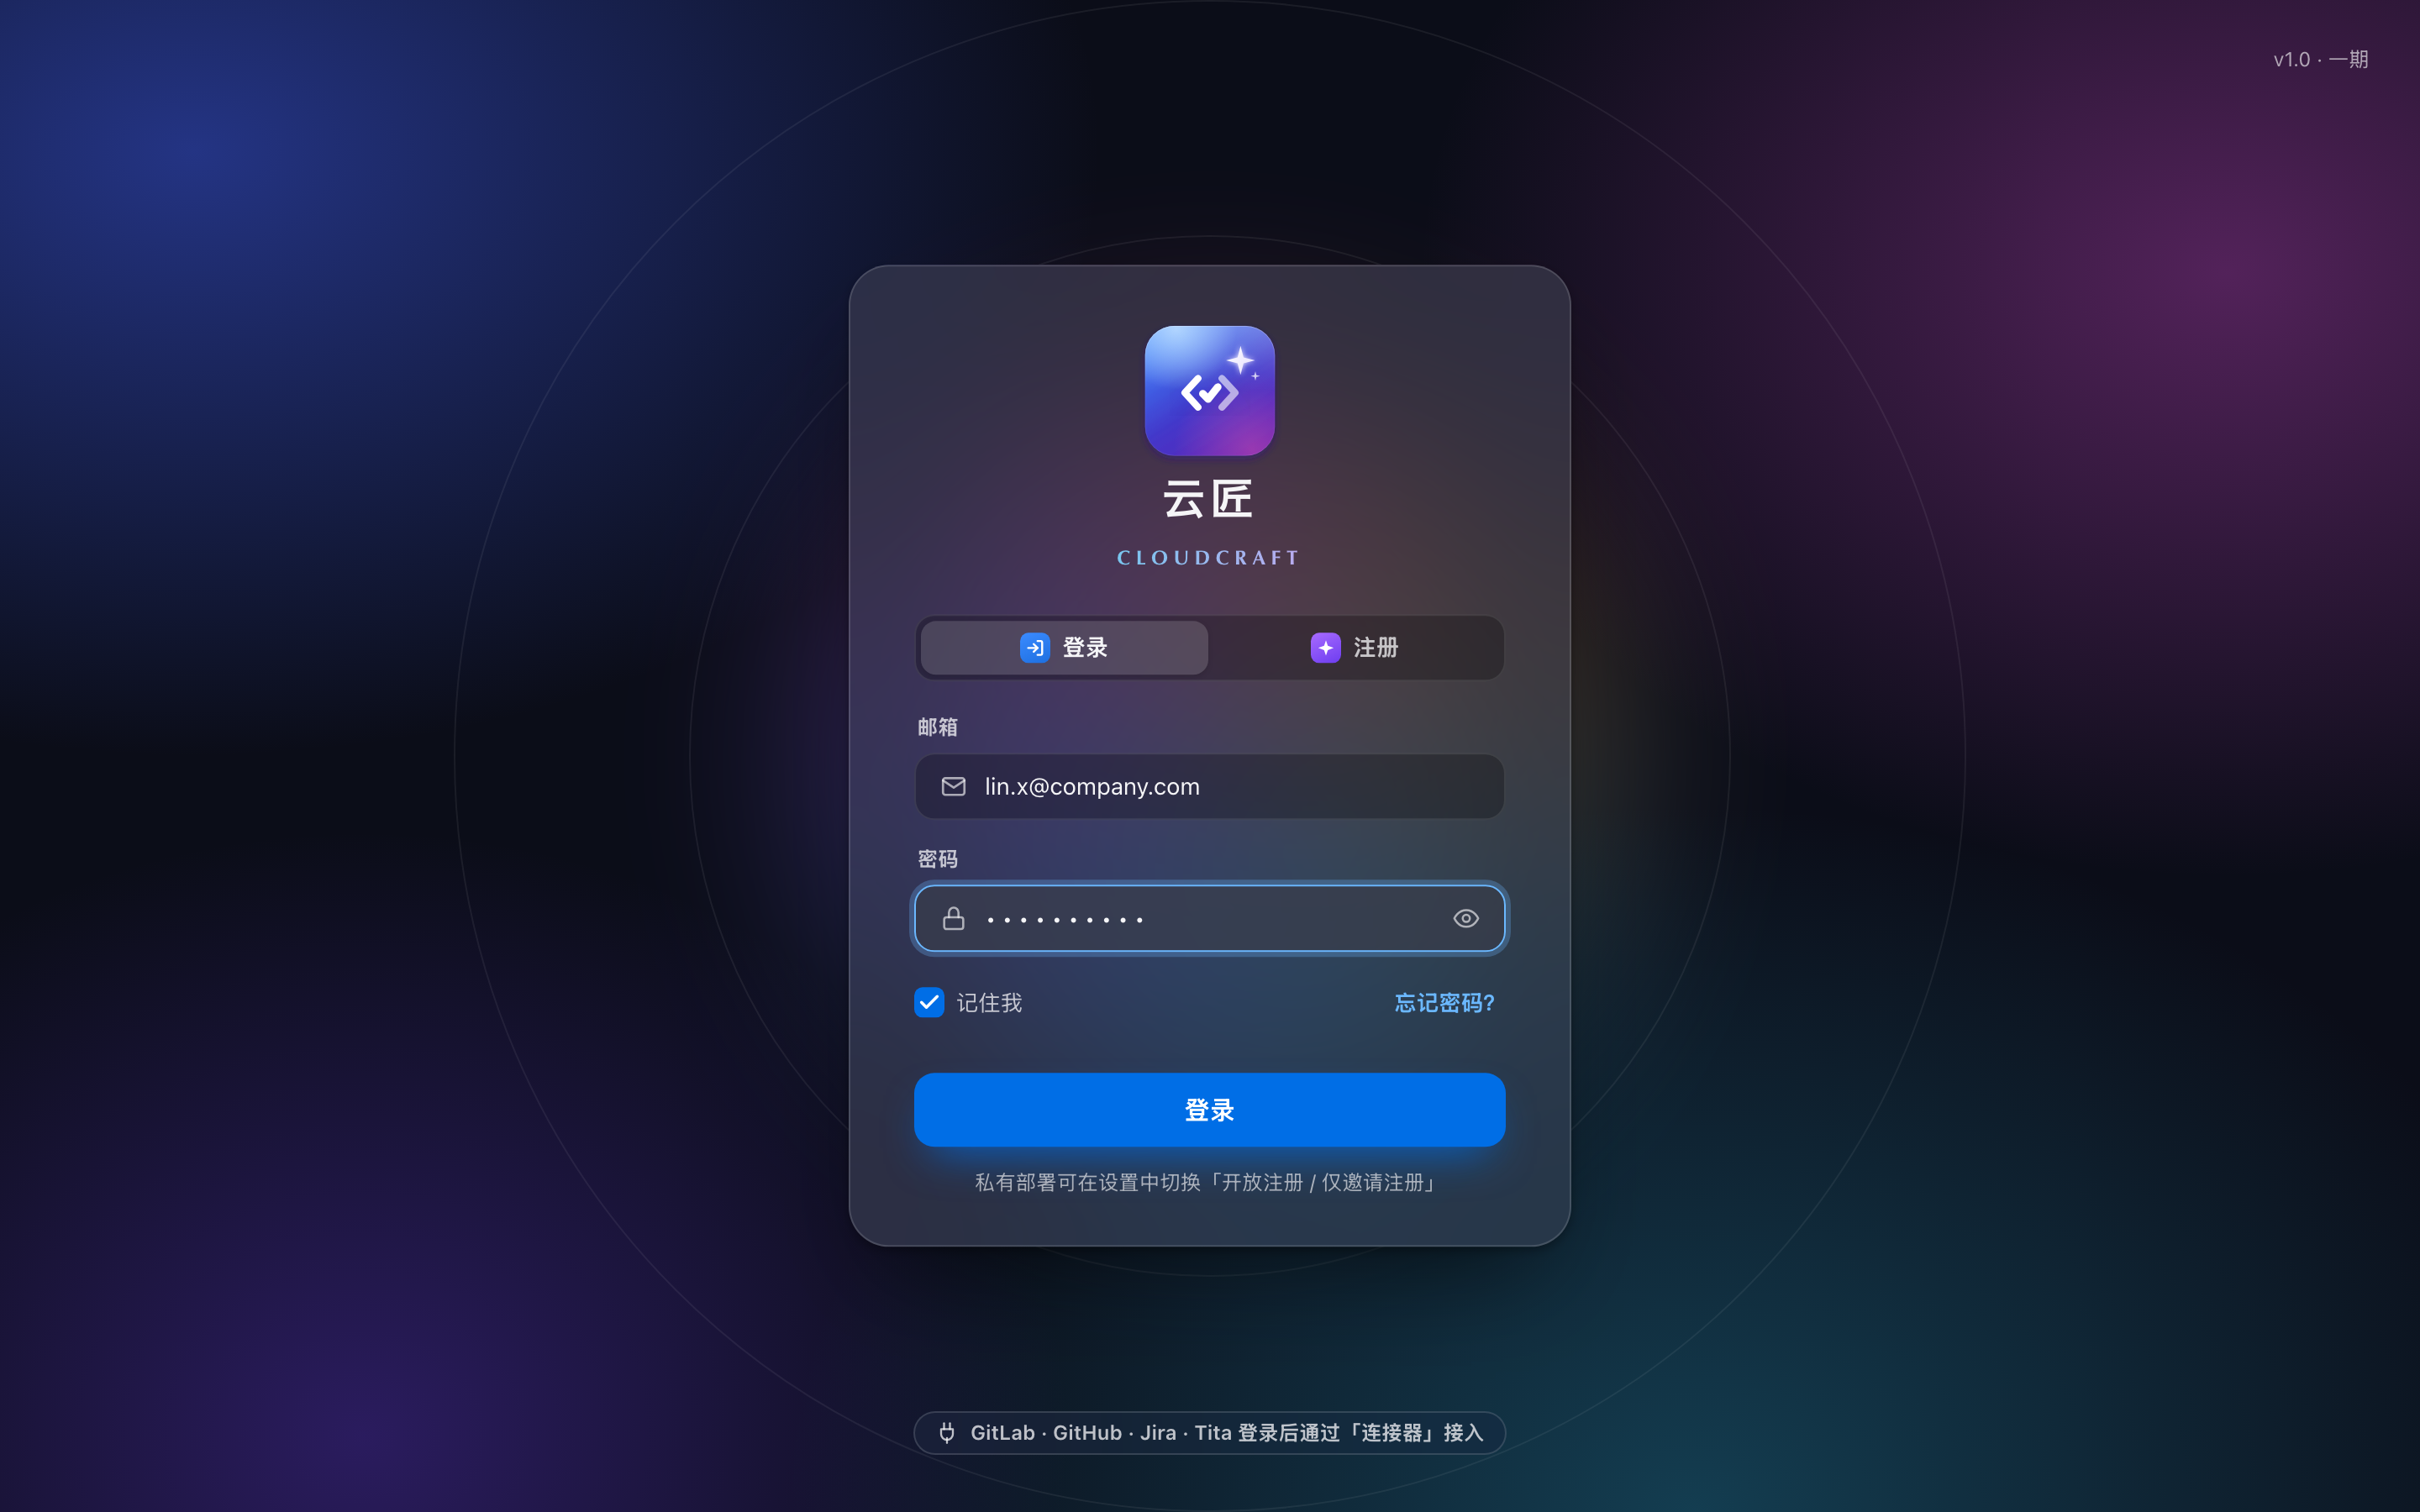 v1.0 · 一期
云匠
CLOUDCRAFT
登录
注册
邮箱
lin.x@company.com
密码
••••••••••
记住我
忘记密码?
登录
私有部署可在设置中切换「开放注册 / 仅邀请注册」
GitLab · GitHub · Jira · Tita 登录后通过「连接器」接入